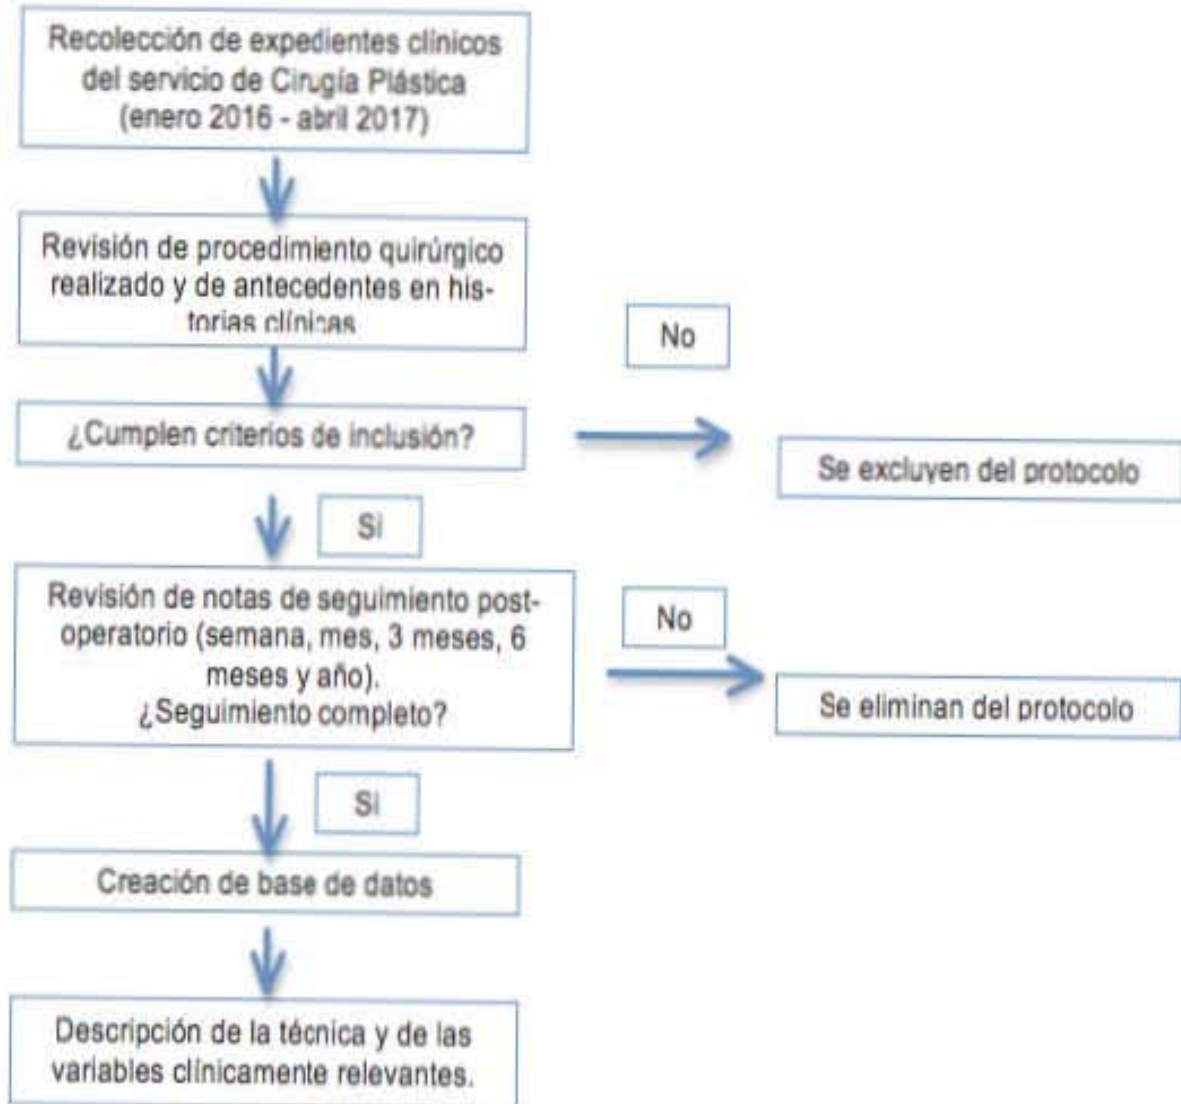 Recolección de expedientes clínicos
del servicio de Cirugía Plástica
(enero 2016 - abril 2017)
Revisión de procedimiento quirúrgico
realizado y de antecedentes en his-
torias clínicas
No
¿Cumplen criterios de inclusión?
Se excluyen del protocolo
Si
Revisión de notas de seguimiento post-
operatorio (semana, mes, 3 meses, 6
meses y año).
¿Seguimiento completo?
No
Se eliminan del protocolo
Si
Creación de base de datos
Descripción de la técnica y de las
variables clínicamente relevantes.